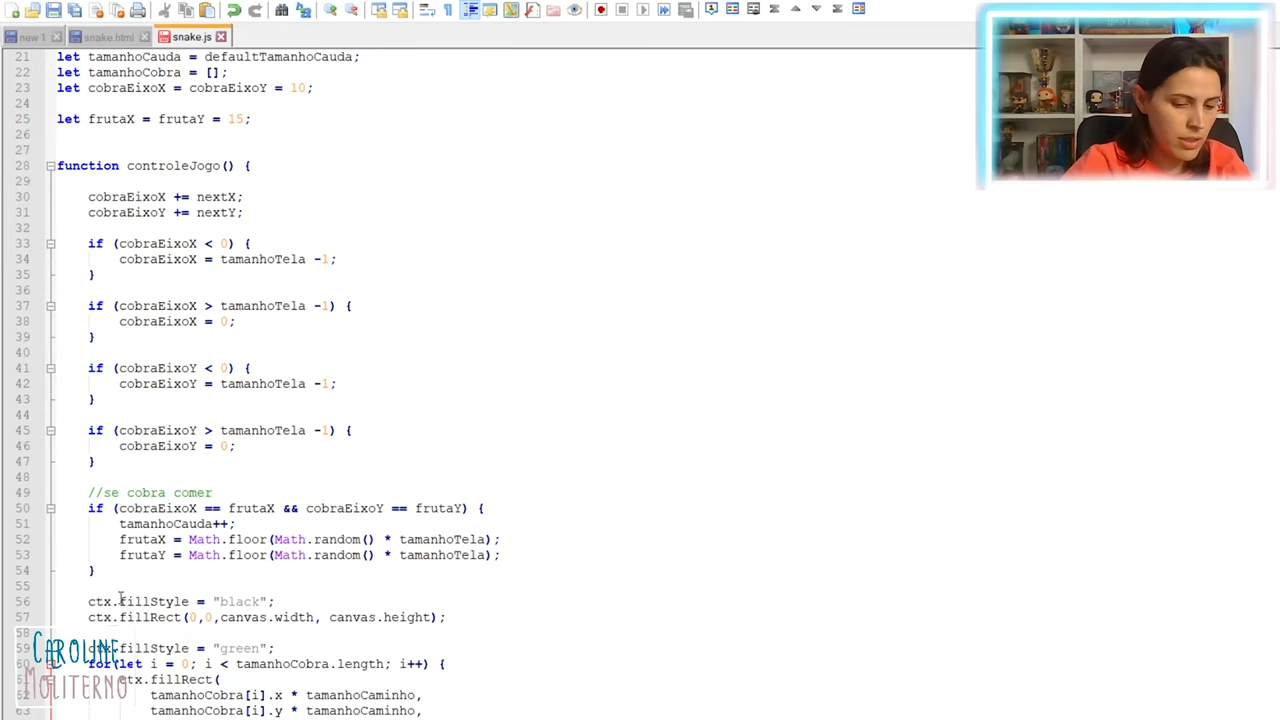 new 1
snake.html
snake.js
21 let tamanhoCauda = defaultTamanhoCauda;
22 let tamanhoCobra = [];
23 let cobraEixoX = cobraEixoY = 10;
24
25 let frutaX = frutaY = 15;
26
27
28 function controleJogo() {
29
30 cobraEixoX += nextX;
31 cobraEixoY += nextY;
32
33 if (cobraEixoX < 0) {
34 cobraEixoX = tamanhoTela -1;
35 }
36
37 if (cobraEixoX > tamanhoTela -1) {
38 cobraEixoX = 0;
39 }
40
41 if (cobraEixoY < 0) {
42 cobraEixoY = tamanhoTela -1;
43 }
44
45 if (cobraEixoY > tamanhoTela -1) {
46 cobraEixoY = 0;
47 }
48
49 //se cobra comer
50 if (cobraEixoX == frutaX && cobraEixoY == frutaY) {
51 tamanhoCauda++;
52 frutaX = Math.floor(Math.random() * tamanhoTela);
53 frutaY = Math.floor(Math.random() * tamanhoTela);
54 }
55
56 ctx.fillStyle = "black";
57 ctx.fillRect(0,0,canvas.width, canvas.height);
58
59 ctx.fillStyle = "green";
60 for(let i = 0; i < tamanhoCobra.length; i++) {
ctx.fillRect(
62 tamanhoCobra[i].x * tamanhoCaminho,
63 tamanhoCobra[i].y * tamanhoCaminho,
CAROLINE
MOLITERNO